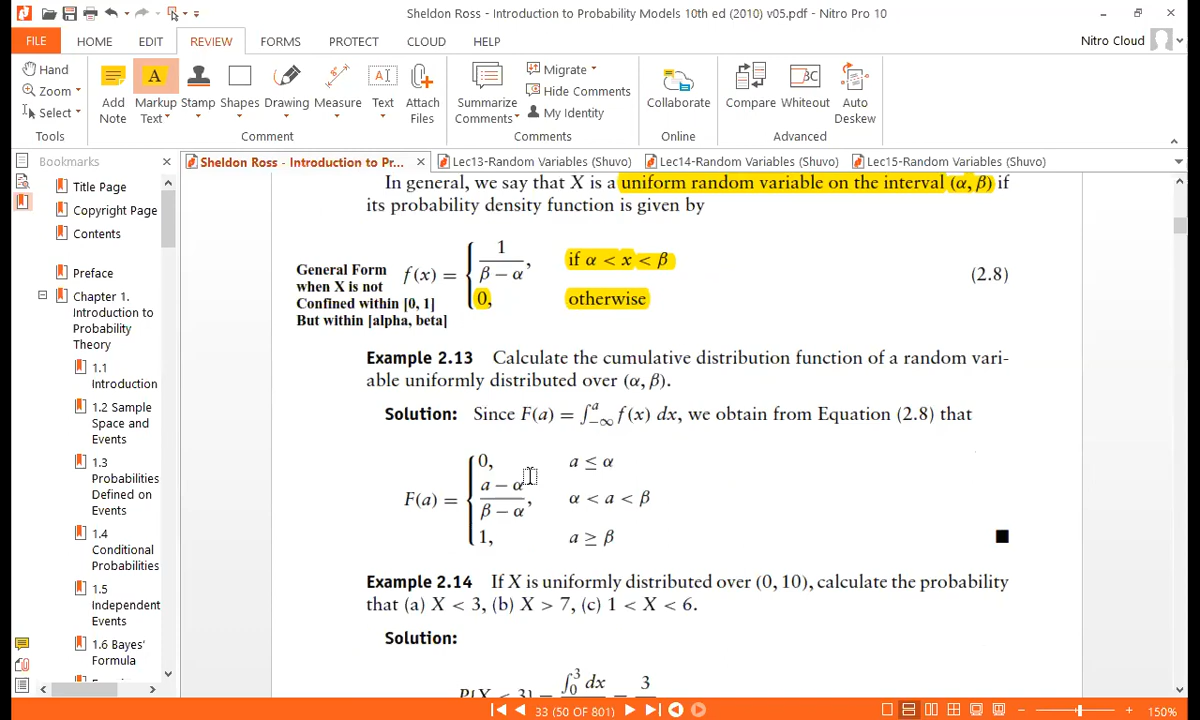 Sheldon Ross - Introduction to Probability Models 10th ed (2010) v05.pdf - Nitro Pro 10
FILE HOME EDIT REVIEW FORMS PROTECT CLOUD HELP Nitro Cloud
Hand
Zoom
Select
Tools
Add Note
Markup Text
Stamp
Shapes
Drawing
Measure
Text
Attach Files
Comment
Summarize Comments
Migrate
Hide Comments
My Identity
Comments
Collaborate
Online
Compare
Whiteout
Auto Deskew
Advanced
Bookmarks
Sheldon Ross - Introduction to Pr...
Lec13-Random Variables (Shuvo)
Lec14-Random Variables (Shuvo)
Lec15-Random Variables (Shuvo)
Title Page
Copyright Page
Contents
Preface
Chapter 1.
Introduction to
Probability
Theory
1.1
Introduction
1.2 Sample
Space and
Events
1.3
Probabilities
Defined on
Events
1.4
Conditional
Probabilities
1.5
Independent
Events
1.6 Bayes'
Formula
In general, we say that X is a uniform random variable on the interval (α, β) if
its probability density function is given by
General Form
when X is not
Confined within [0, 1]
But within [alpha, beta]
f(x) = { 1 / (β − α), if α < x < β
0, otherwise
(2.8)
Example 2.13 Calculate the cumulative distribution function of a random vari-
able uniformly distributed over (α, β).
Solution: Since F(a) = ∫_{−∞}^{a} f(x) dx, we obtain from Equation (2.8) that
F(a) = { 0, a ≤ α
(a − α) / (β − α), α < a < β
1, a ≥ β
Example 2.14 If X is uniformly distributed over (0, 10), calculate the probability
that (a) X < 3, (b) X > 7, (c) 1 < X < 6.
Solution:
P{X < 3} = ∫_0^3 dx 3
33 (50 OF 801)
150%